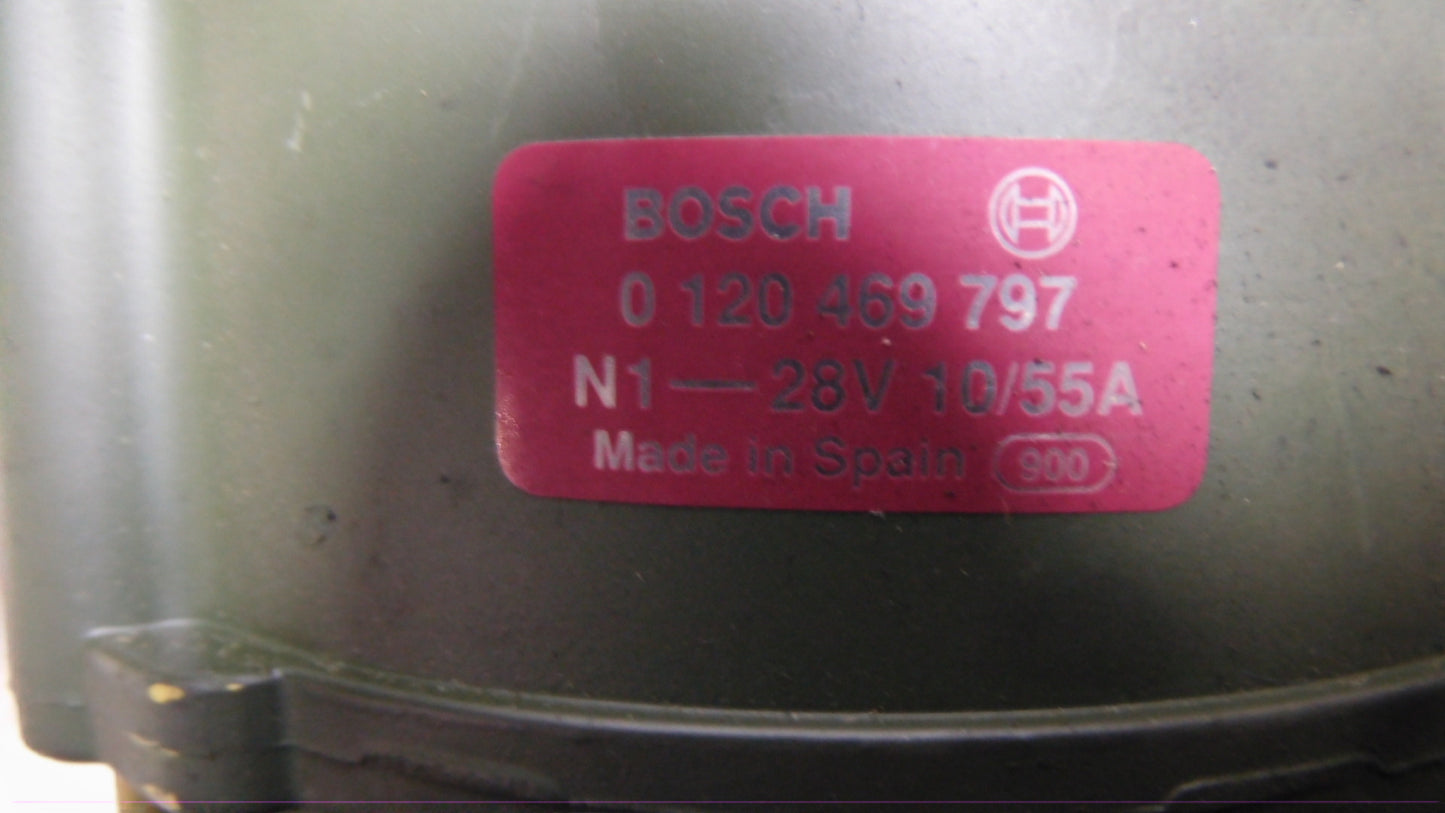 BOSCH
0 120 469 797
N1 — 28V 10/55A
Made in Spain 900